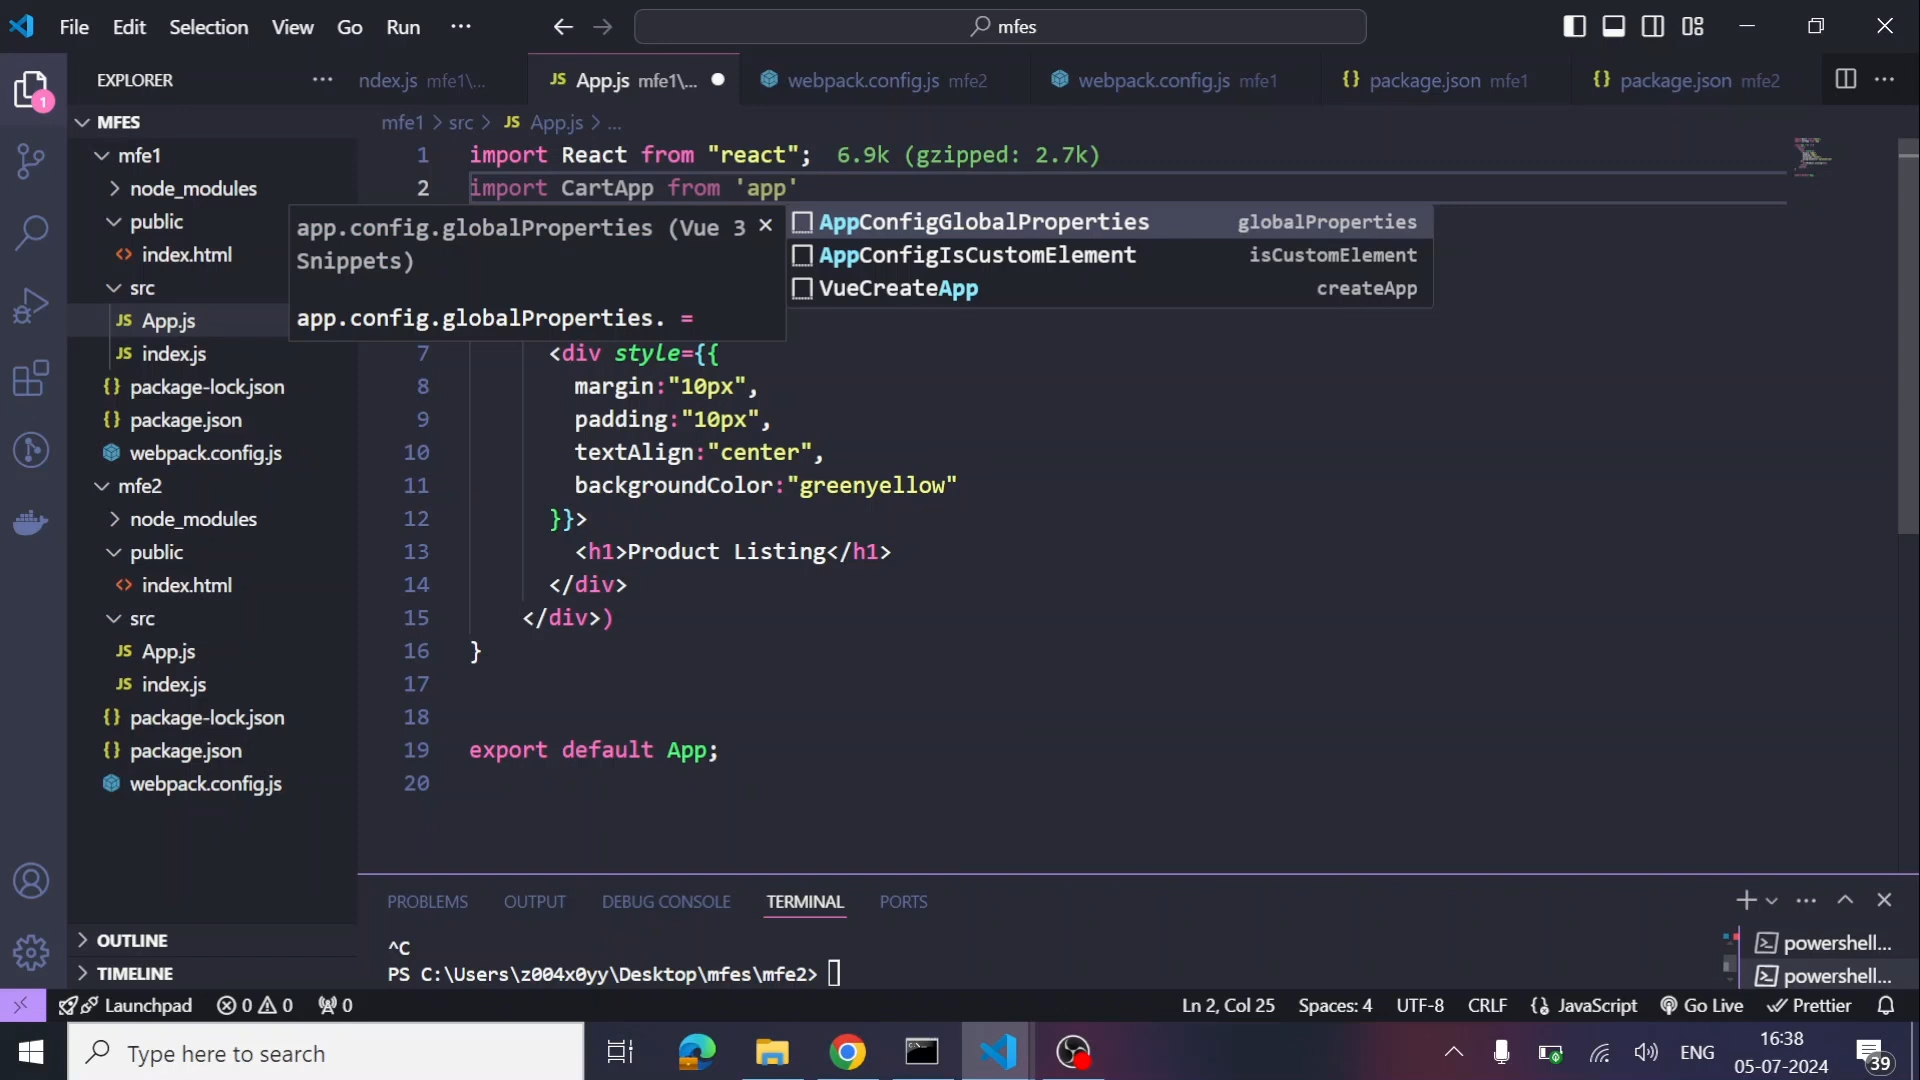 File Edit Selection View Go Run ... mfes
EXPLORER ...
ndex.js mfe1\...
JS App.js mfe1\...
webpack.config.js mfe2
webpack.config.js mfe1
{} package.json mfe1
{} package.json mfe2
MFES
mfe1
node_modules
public
<> index.html
src
JS App.js
JS index.js
{} package-lock.json
{} package.json
webpack.config.js
mfe2
node_modules
public
<> index.html
src
JS App.js
JS index.js
{} package-lock.json
{} package.json
webpack.config.js
OUTLINE
TIMELINE
1
mfe1 > src > JS App.js > ...
1 import React from "react"; 6.9k (gzipped: 2.7k)
2 import CartApp from 'app'
app.config.globalProperties (Vue 3
Snippets)
app.config.globalProperties. =
AppConfigGlobalProperties globalProperties
AppConfigIsCustomElement isCustomElement
VueCreateApp createApp
7 <div style={{
8 margin:"10px",
9 padding:"10px",
10 textAlign:"center",
11 backgroundColor:"greenyellow"
12 }}>
13 <h1>Product Listing</h1>
14 </div>
15 </div>)
16 }
17
18
19 export default App;
20
PROBLEMS OUTPUT DEBUG CONSOLE TERMINAL PORTS
^C
PS C:\Users\z004x0yy\Desktop\mfes\mfe2>
powershell...
powershell...
Launchpad 0 0 0 Ln 2, Col 25 Spaces: 4 UTF-8 CRLF JavaScript Go Live Prettier
Type here to search
ENG
16:38
05-07-2024
39